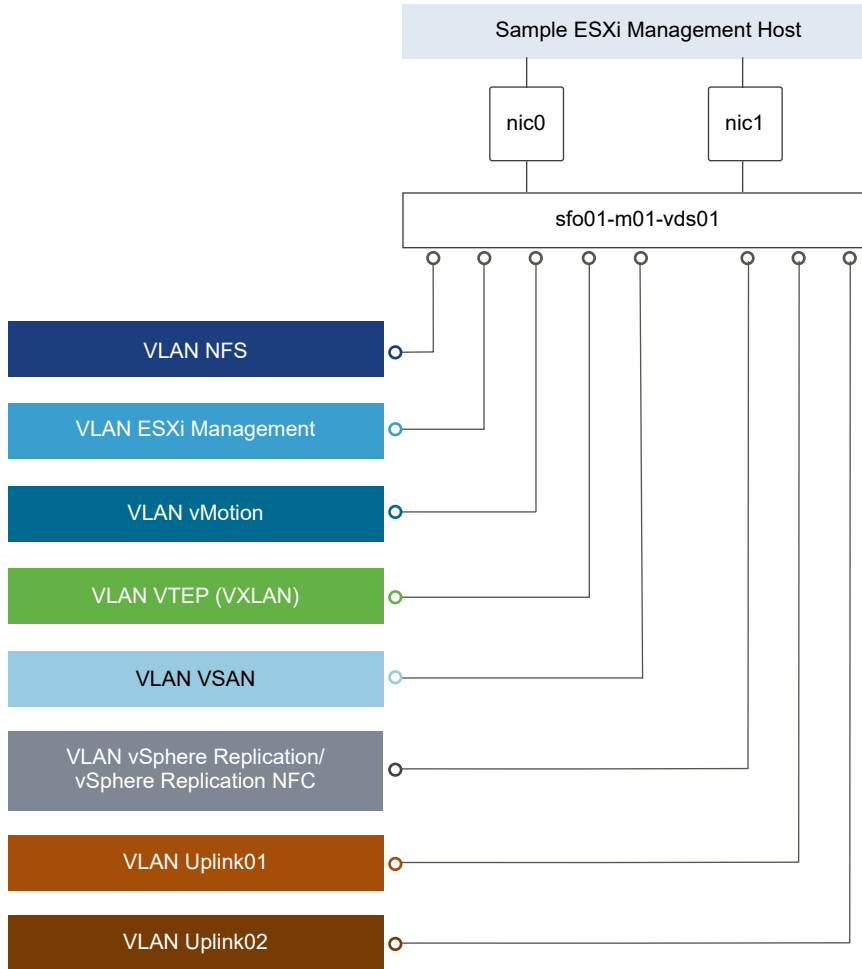 Sample ESXi Management Host
nic0
nic1
sfo01-m01-vds01
VLAN NFS
VLAN ESXi Management
VLAN vMotion
VLAN VTEP (VXLAN)
VLAN VSAN
VLAN vSphere Replication/
vSphere Replication NFC
VLAN Uplink01
VLAN Uplink02